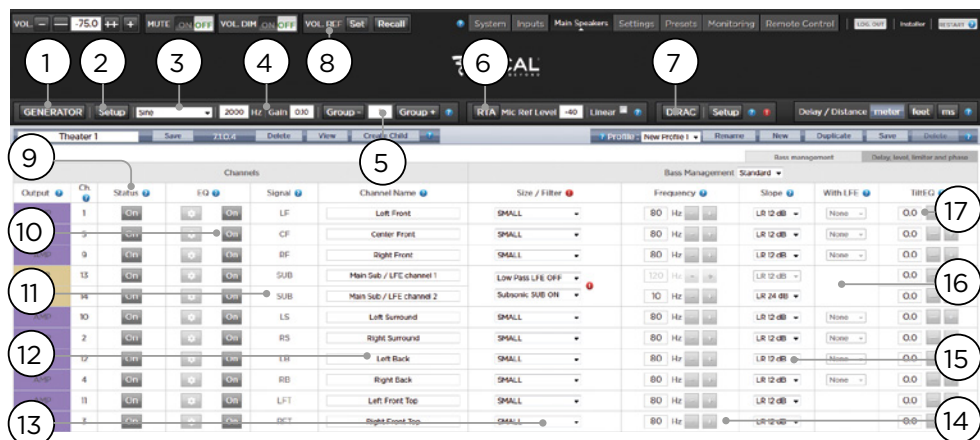 VOL. -75.0 ++ + MUTE ON OFF VOL. DIM ON OFF VOL. REF Set Recall System Inputs Main Speakers Settings Presets Monitoring Remote Control LOG OUT Installer RESTART
1 2 3 4 8 6 CAL 7
GENERATOR Setup Sine 2000 Hz Gain 0.10 Group - Group + RTA Mic Ref Level -40 Linear DIRAC Setup Delay / Distance meter feet ms
5
Theater 1 Save 7.1.0.4 Delete View Create Child Profile: New Profile 1 Rename New Duplicate Save Delete
9 Bass management Delay, level, limiter and phase
Channels Bass Management Standard
Output Ch. Status EQ Signal Channel Name Size / Filter Frequency Slope With LFE TiltEQ
1 On On LF Left Front SMALL 80 Hz LR 12 dB None 0.0 17
10 On On CF Center Front SMALL 80 Hz LR 12 dB None 0.0
9 On On RF Right Front SMALL 80 Hz LR 12 dB None 0.0
13 On On SUB Main Sub / LFE channel 1 Low Pass LFE OFF 120 Hz LR 12 dB 0.0
11 14 On On SUB Main Sub / LFE channel 2 Subsonic SUB ON 10 Hz LR 24 dB 0.0 16
10 On On LS Left Surround SMALL 80 Hz LR 12 dB None 0.0
2 On On RS Right Surround SMALL 80 Hz LR 12 dB None 0.0
12 12 On On LB Left Back SMALL 80 Hz LR 12 dB None 0.0 15
AMP 4 On On RB Right Back SMALL 80 Hz LR 12 dB None 0.0
AMP 11 On On LFT Left Front Top SMALL 80 Hz LR 12 dB 0.0
13 On On RFT Right Front Top SMALL 80 Hz LR 12 dB 0.0 14